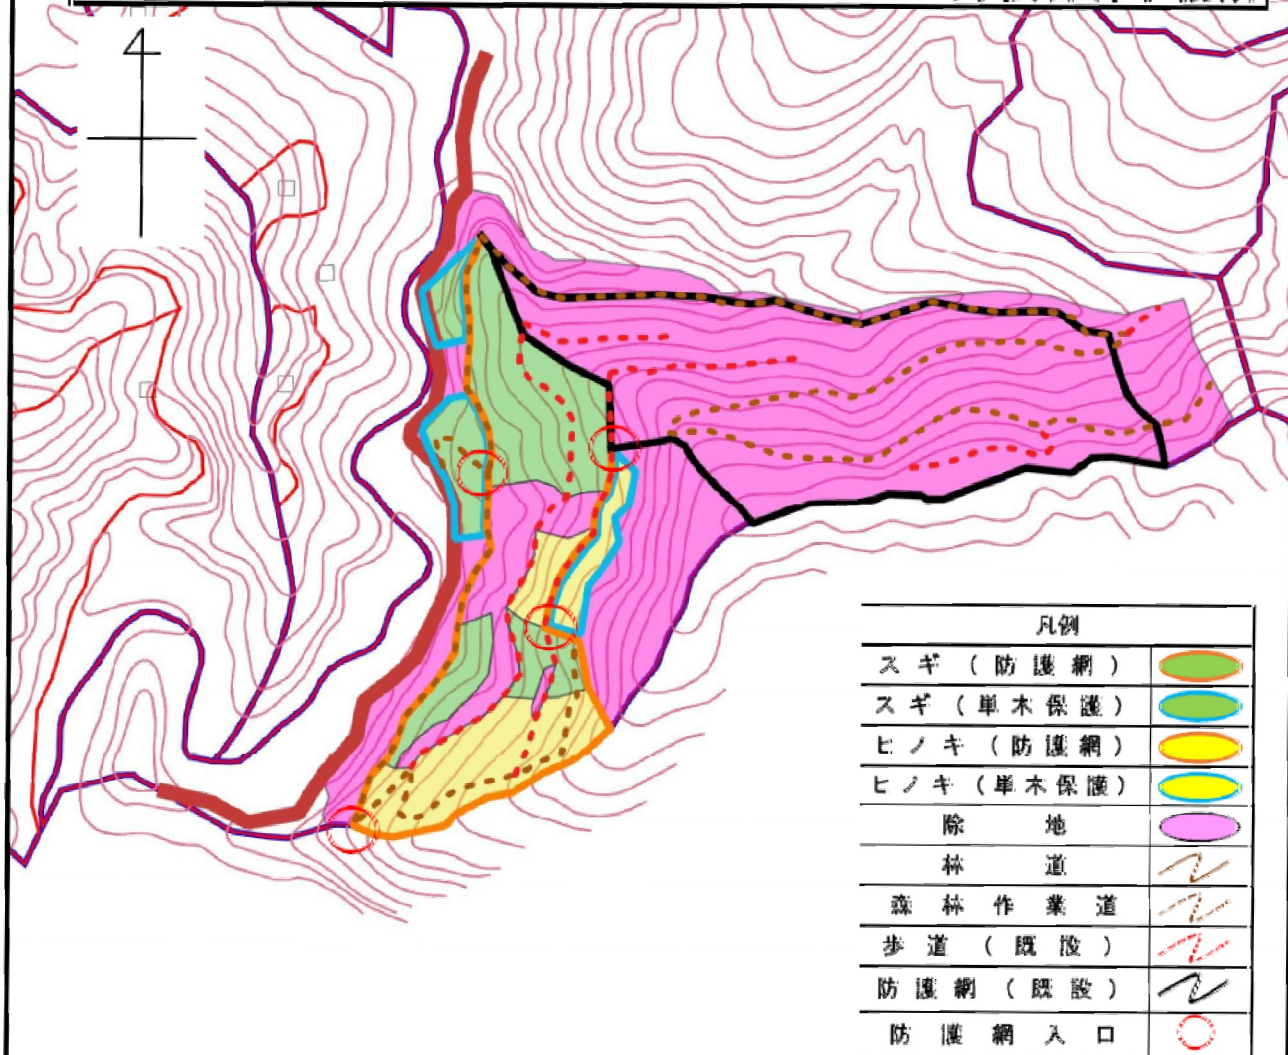 凡例
スギ（防護網）
スギ（単木保護）
ヒノキ（防護網）
ヒノキ（単木保護）
除地
林道
森林作業道
歩道（既設）
防護網（既設）
防護網入口